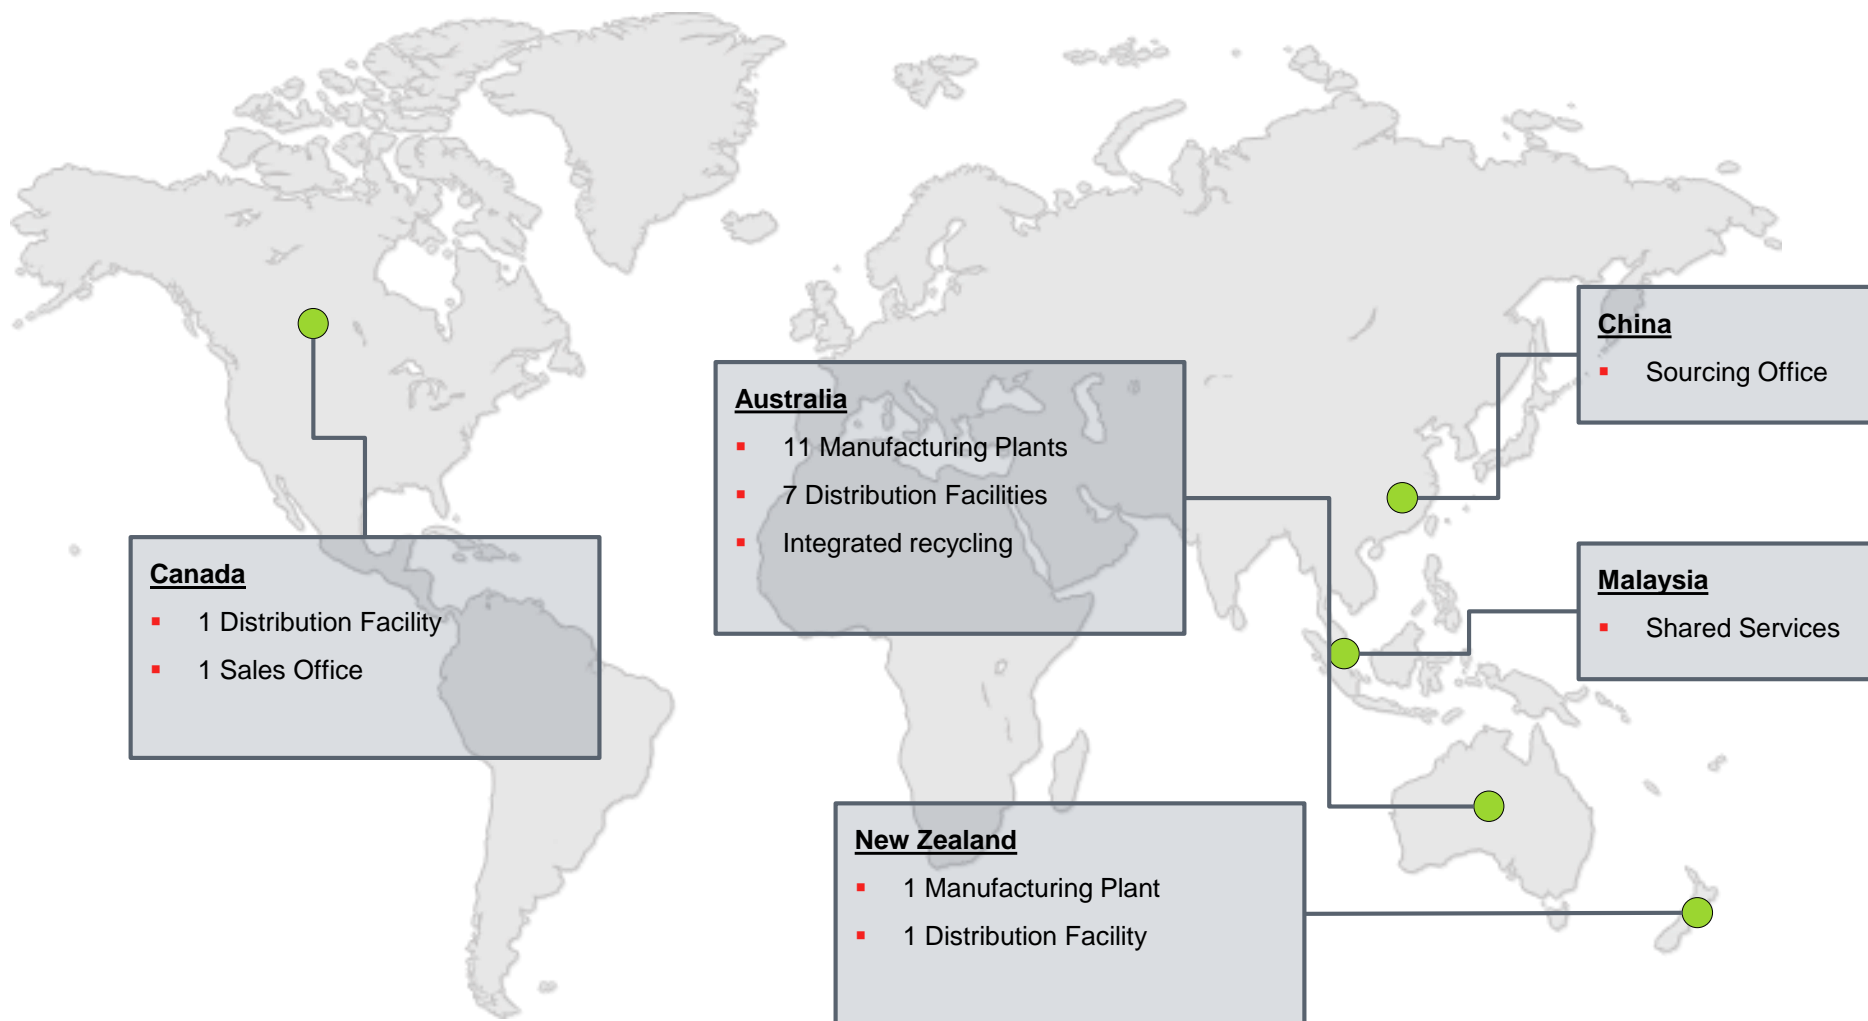 China
Sourcing Office
Australia
11 Manufacturing Plants
7 Distribution Facilities
Integrated recycling
Canada
1 Distribution Facility
1 Sales Office
Malaysia
Shared Services
New Zealand
1 Manufacturing Plant
1 Distribution Facility